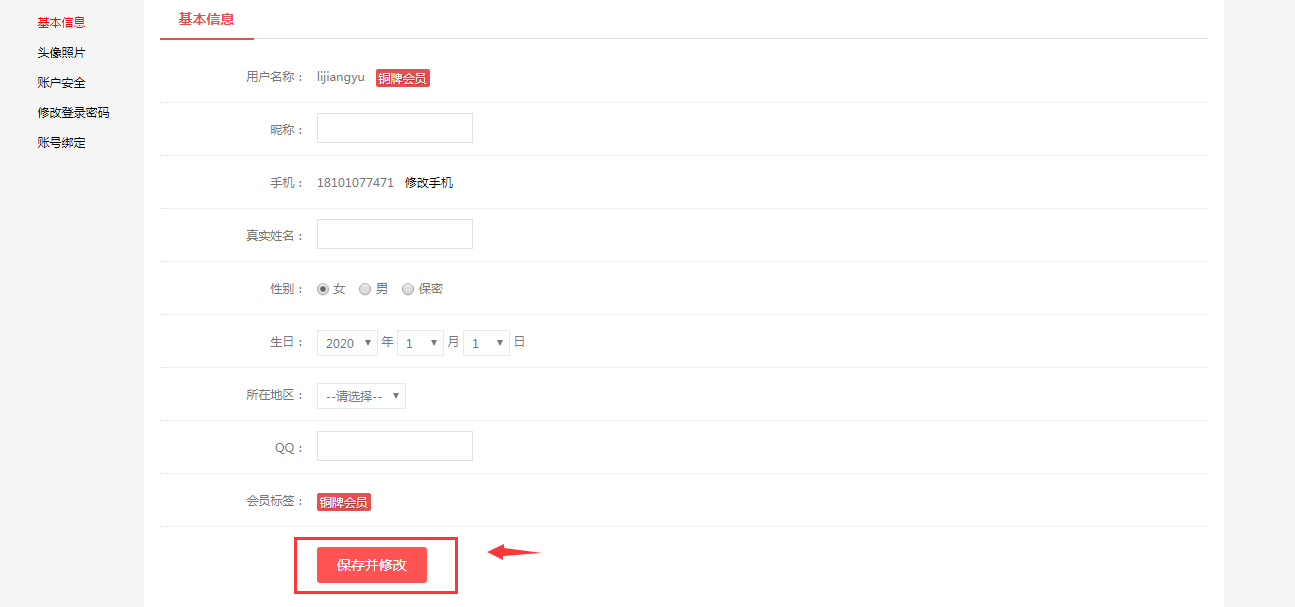 基本信息
头像照片
账户安全
修改登录密码
账号绑定
基本信息
用户名称： lijiangyu 铜牌会员
昵称：
手机： 18101077471 修改手机
真实姓名：
性别： 女 男 保密
生日： 2020 年 1 月 1 日
所在地区： --请选择--
QQ：
会员标签： 铜牌会员
保存并修改